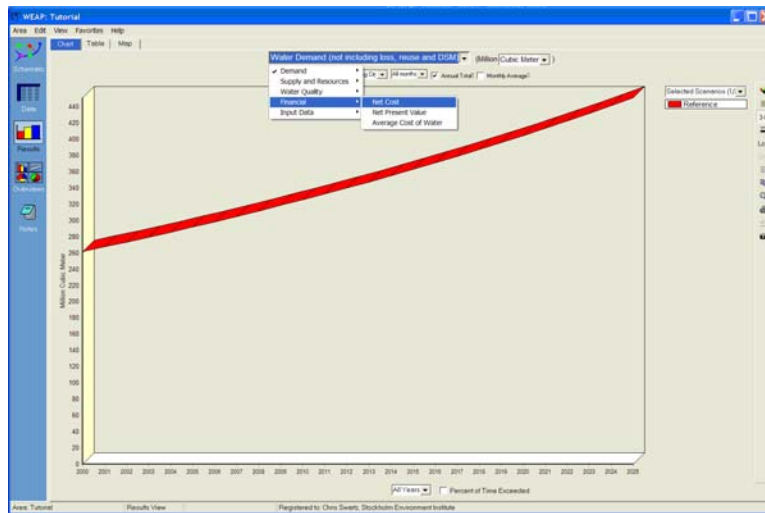 WEAP: Tutorial
Area Edit View Favorites Help
Chart Table Map
Water Demand (not including loss, reuse and DSM) (Million Cubic Meter )
All months Annual Total Monthly Average
Demand
Supply and Resources
Water Quality
Financial
Input Data
Net Cost
Net Present Value
Average Cost of Water
Selected Scenarios
Reference
Schematic
Data
Results
Overviews
Notes
Million Cubic Meter
440
420
400
380
360
340
320
300
280
260
240
220
200
180
160
140
120
100
80
60
40
20
0
2000 2001 2002 2003 2004 2005 2006 2007 2008 2009 2010 2011 2012 2013 2014 2015 2016 2017 2018 2019 2020 2021 2022 2023 2024 2025
All Years Percent of Time Exceeded
Area: Tutorial Results View Registered to: Chris Swartz, Stockholm Environment Institute